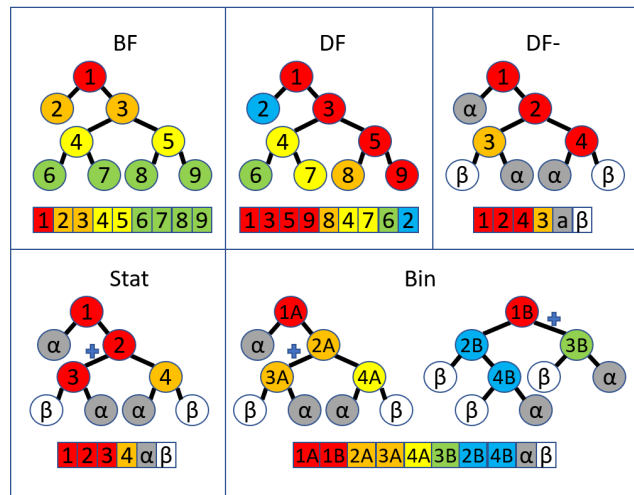 BF
1
2 3
4 5
6 7 8 9
1 2 3 4 5 6 7 8 9
DF
1
2 3
4 5
6 7 8 9
1 3 5 9 8 4 7 6 2
DF-
1
α 2
3 4
β α α β
1 2 4 3 a β
Stat
1
α 2
3 4
β α α β
1 2 3 4 α β
Bin
1A 1B
α 2A 2B 3B
3A 4A β 4B β α
β α α β β α
1A 1B 2A 3A 4A 3B 2B 4B α β